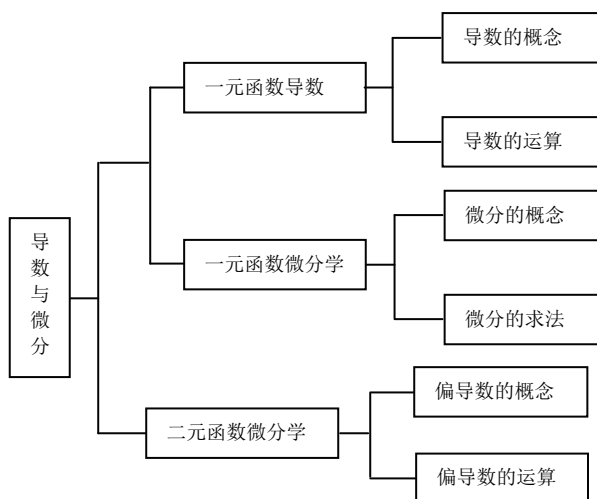 导数与微分
一元函数导数
导数的概念
导数的运算
一元函数微分学
微分的概念
微分的求法
二元函数微分学
偏导数的概念
偏导数的运算